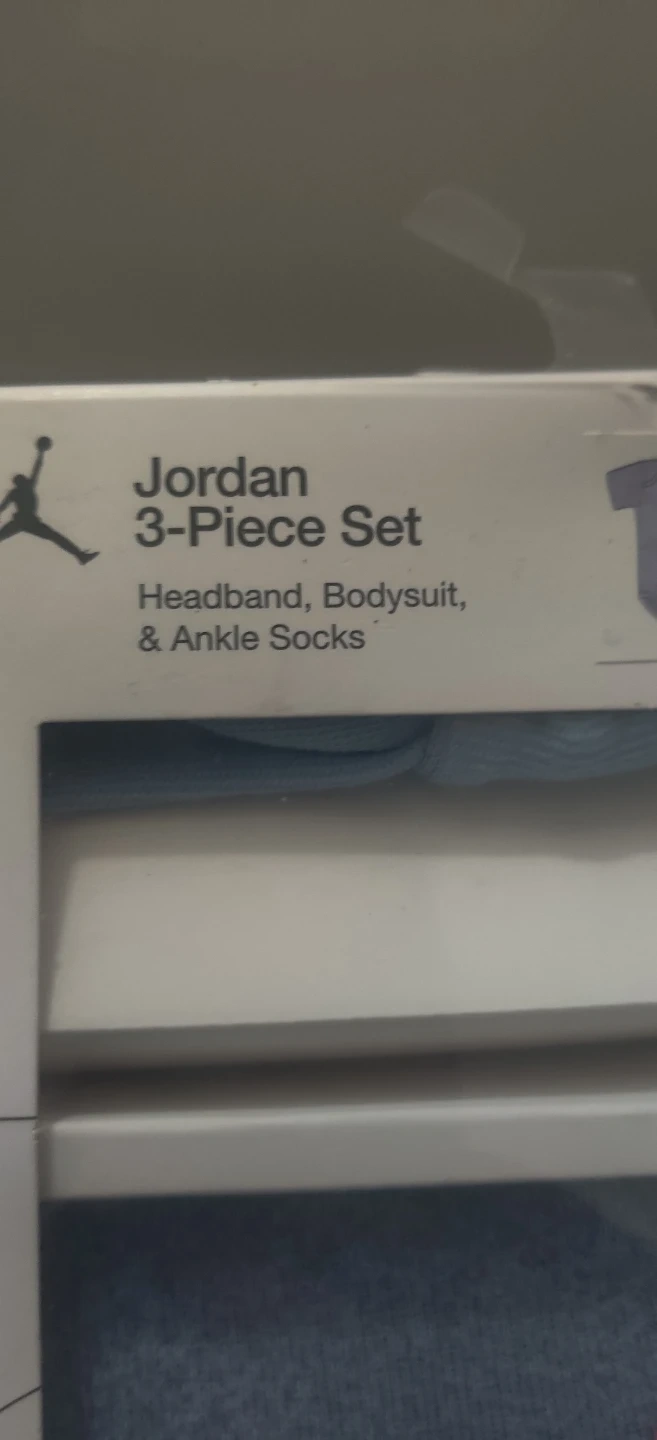 Jordan
3-Piece Set
Headband, Bodysuit,
& Ankle Socks